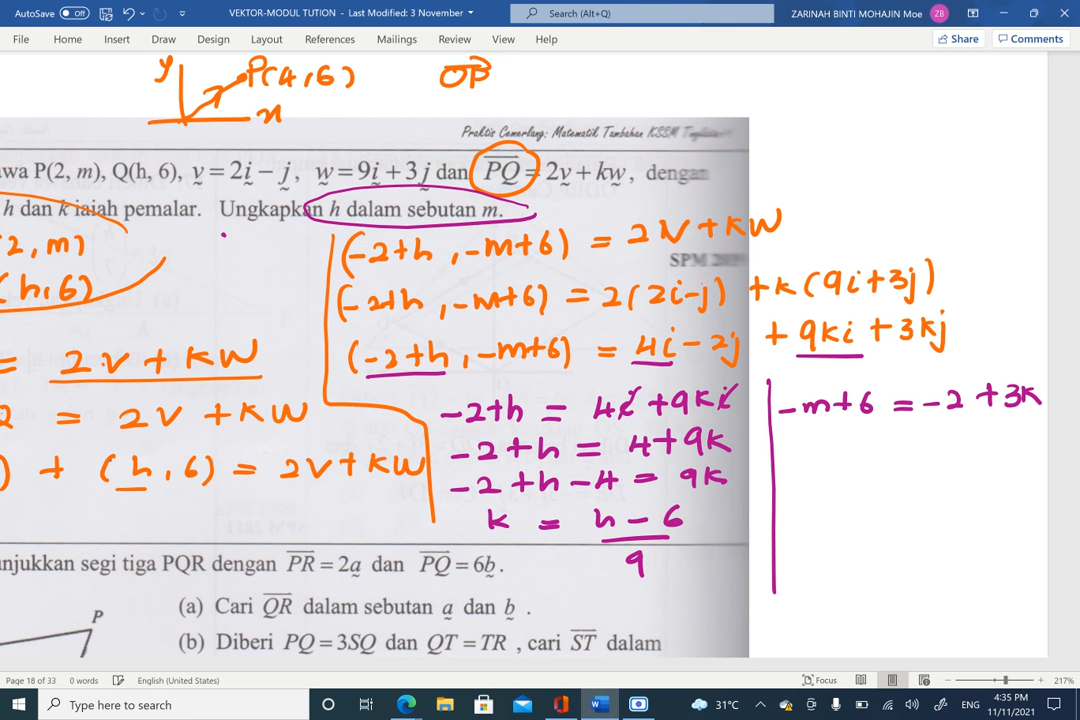 AutoSave Off VEKTOR-MODUL TUTION - Last Modified: 3 November Search (Alt+Q) ZARINAH BINTI MOHAJIN Moe ZB
File Home Insert Draw Design Layout References Mailings Review View Help Share Comments
y P(4,6) OP
x
Praktis Cemerlang: Matematik Tambahan KSSM
wa P(2, m), Q(h, 6), v = 2i – j, w = 9i + 3j dan PQ = 2v + kw, dengan
h dan k ialah pemalar. Ungkapkan h dalam sebutan m.
2, m) (-2+h, -m+6) = 2V + kW
SPM
h, 6) (-2+h, -m+6) = 2(2i-j) + k(9i+3j)
= 2V + kW (-2+h, -m+6) = 4i - 2j + 9ki + 3kj
2 = 2V + kW -2+h = 4i + 9ki -m+6 = -2 + 3k
-2+h = 4+9k
) + (h, 6) = 2V + kW
-2+h-4 = 9k
k = h - 6
9
njukkan segi tiga PQR dengan PR = 2a dan PQ = 6b.
P (a) Cari QR dalam sebutan a dan b .
(b) Diberi PQ = 3SQ dan QT = TR , cari ST dalam
Page 18 of 33 0 words English (United States) Focus 217%
Type here to search 31°C ENG 4:35 PM
11/11/2021